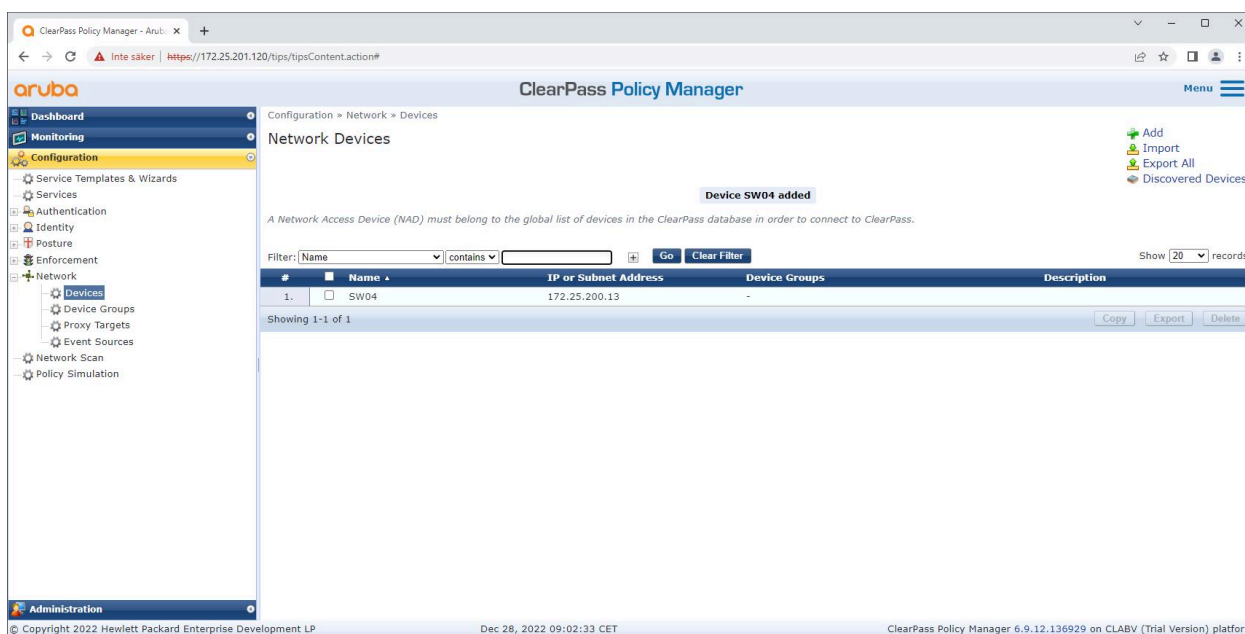 ClearPass Policy Manager - Arub
Inte säker | https://172.25.201.120/tips/tipsContent.action#
aruba
ClearPass Policy Manager
Menu
Dashboard
Monitoring
Configuration
Service Templates & Wizards
Services
Authentication
Identity
Posture
Enforcement
Network
Devices
Device Groups
Proxy Targets
Event Sources
Network Scan
Policy Simulation
Administration
Configuration » Network » Devices
Network Devices
Add
Import
Export All
Discovered Devices
Device SW04 added
A Network Access Device (NAD) must belong to the global list of devices in the ClearPass database in order to connect to ClearPass.
Filter: Name contains + Go Clear Filter Show 20 records
# Name IP or Subnet Address Device Groups Description
1. SW04 172.25.200.13 -
Showing 1-1 of 1 Copy Export Delete
© Copyright 2022 Hewlett Packard Enterprise Development LP Dec 28, 2022 09:02:33 CET ClearPass Policy Manager 6.9.12.136929 on CLABV (Trial Version) platfor